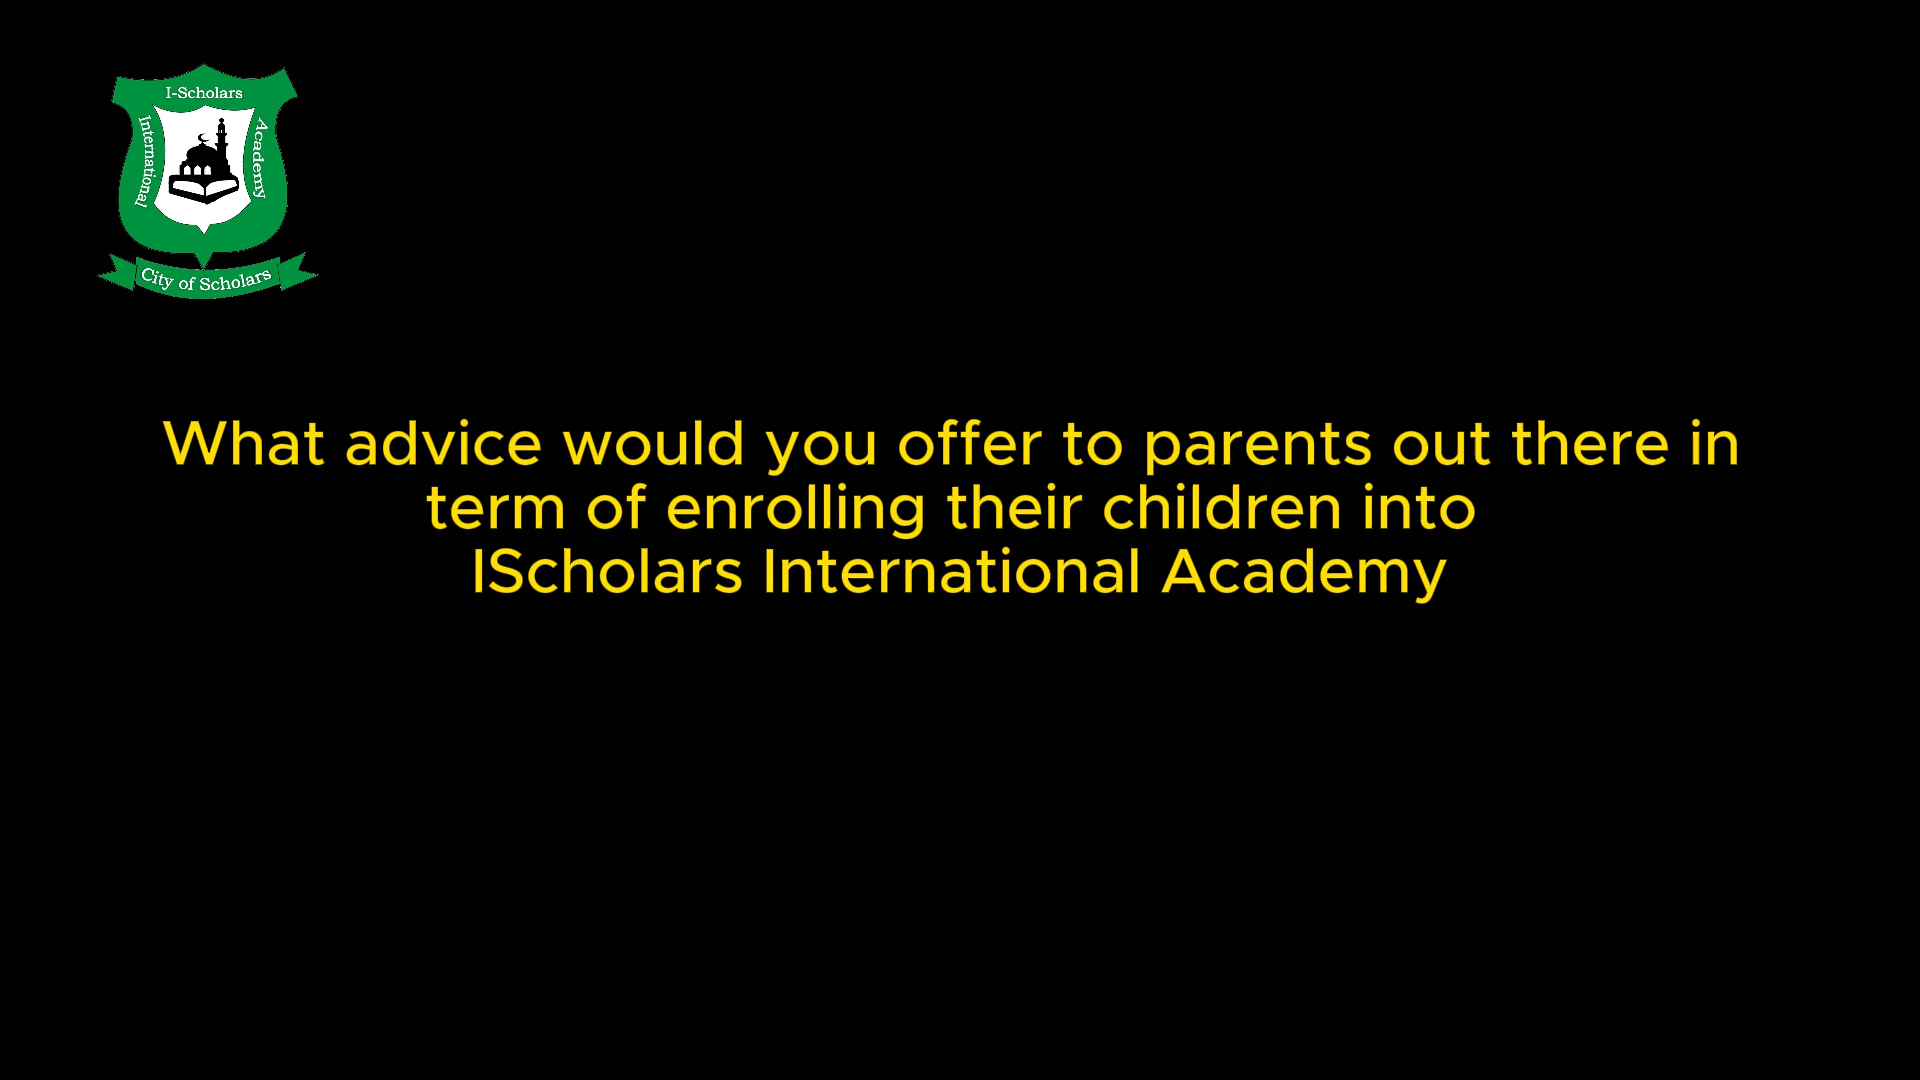 I-Scholars
International
Academy
City of Scholars
What advice would you offer to parents out there in
term of enrolling their children into
IScholars International Academy